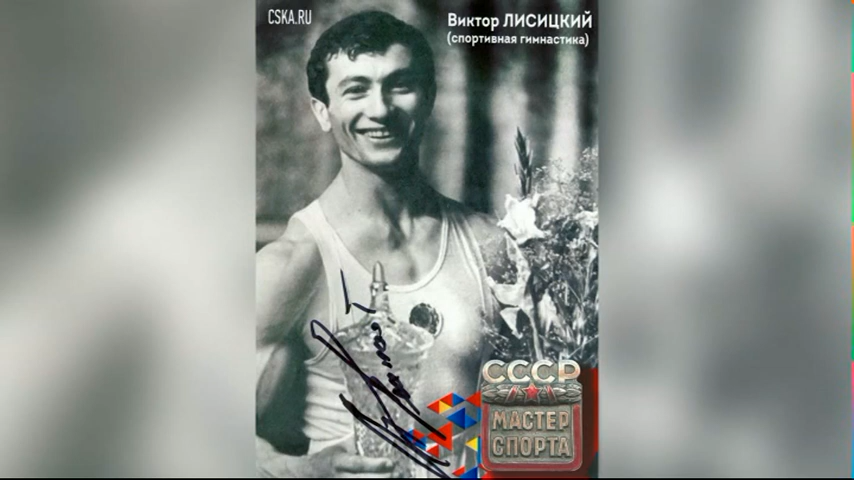 CSKA.RU
Виктор ЛИСИЦКИЙ
(спортивная гимнастика)
СССР
МАСТЕР
СПОРТА